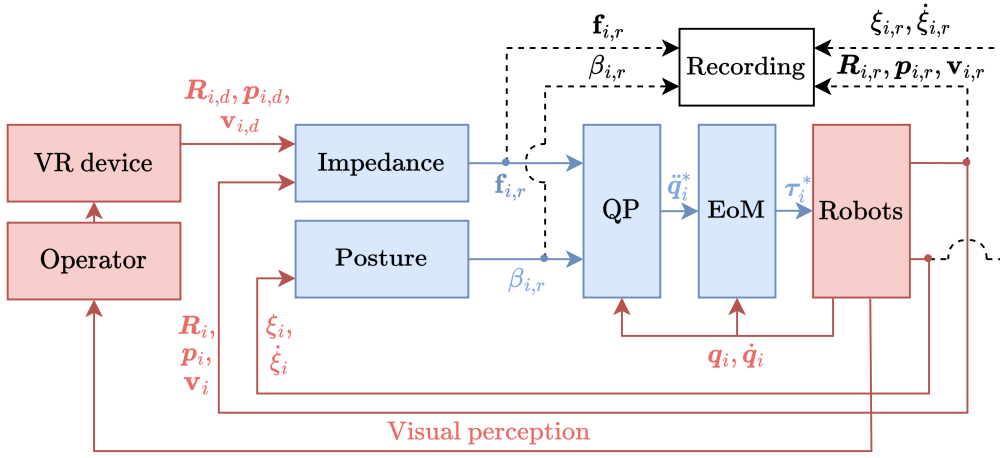 𝐟_{i,r}
ξ_{i,r}, ξ̇_{i,r}
Recording
β_{i,r}
𝑹_{i,r}, 𝒑_{i,r}, 𝐯_{i,r}
𝑹_{i,d}, 𝒑_{i,d},
𝐯_{i,d}
VR device
Impedance
𝐟_{i,r}
QP
q̈_i^*
EoM
τ_i^*
Robots
Operator
Posture
β_{i,r}
𝑹_i,
𝒑_i,
𝐯_i
ξ_i,
ξ̇_i
𝒒_i, 𝒒̇_i
Visual perception